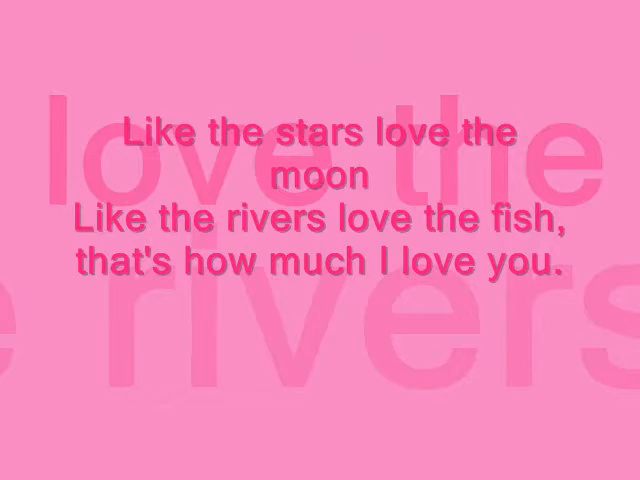 love the
Like the stars love the
moon
Like the rivers love the fish,
that's how much I love you.
e rivers